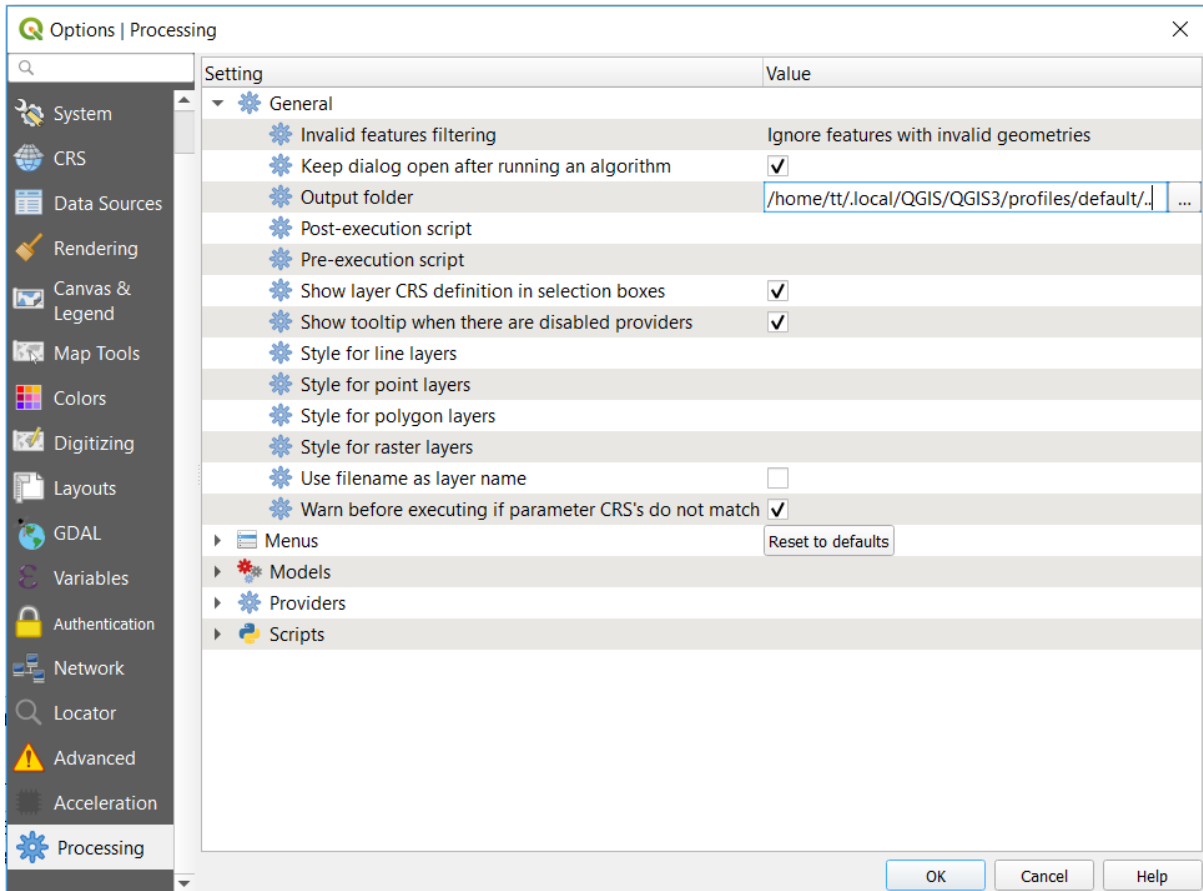 Options | Processing
Setting Value
System
CRS
Data Sources
Rendering
Canvas &
Legend
Map Tools
Colors
Digitizing
Layouts
GDAL
Variables
Authentication
Network
Locator
Advanced
Acceleration
Processing
General
Invalid features filtering Ignore features with invalid geometries
Keep dialog open after running an algorithm
Output folder /home/tt/.local/QGIS/QGIS3/profiles/default/.. ...
Post-execution script
Pre-execution script
Show layer CRS definition in selection boxes
Show tooltip when there are disabled providers
Style for line layers
Style for point layers
Style for polygon layers
Style for raster layers
Use filename as layer name
Warn before executing if parameter CRS's do not match
Menus Reset to defaults
Models
Providers
Scripts
OK Cancel Help